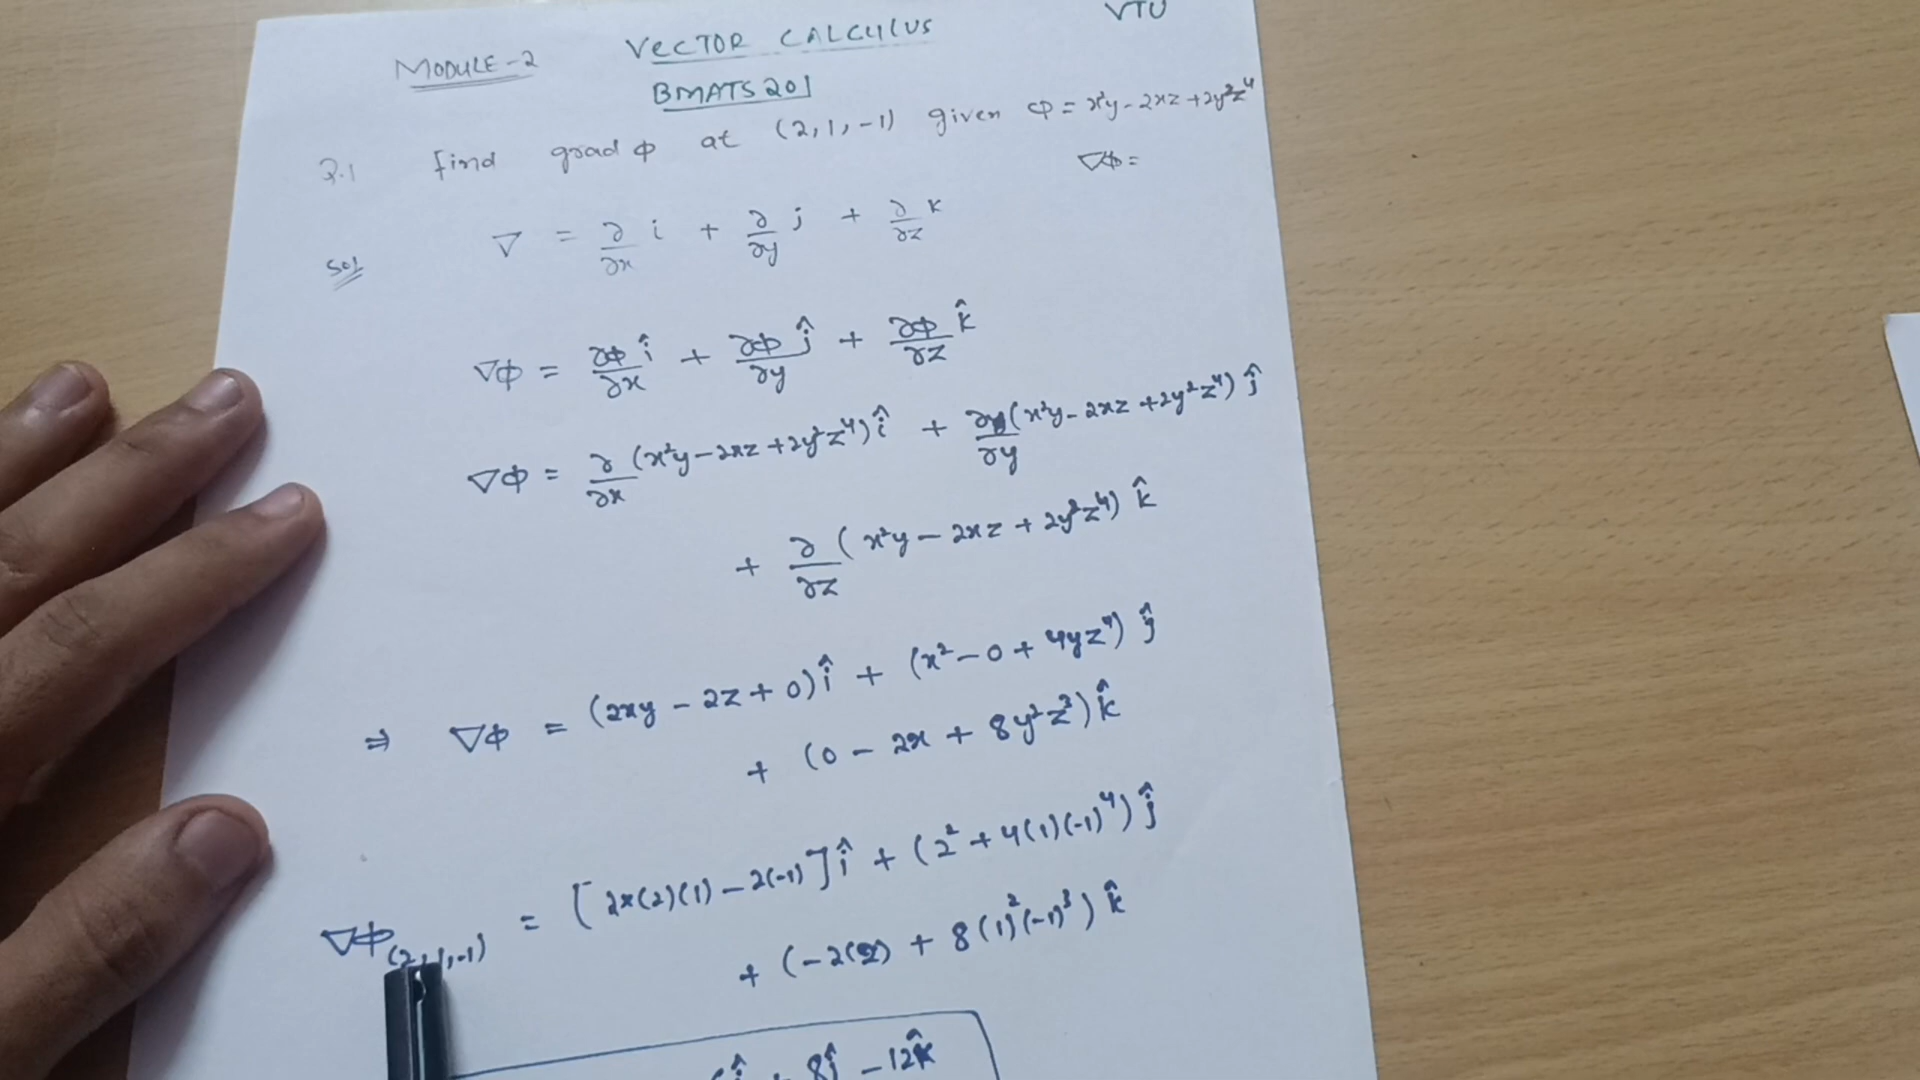 MODULE-2 VECTOR CALCULUS VTU
BMATS201
Q.1 find grad φ at (2,1,-1) given φ = x²y - 2xz + 2y²z⁴
∇φ =
Sol ∇ = ∂/∂x i + ∂/∂y j + ∂/∂z k
∇φ = ∂φ/∂x î + ∂φ/∂y ĵ + ∂φ/∂z k̂
∇φ = ∂/∂x (x²y - 2xz + 2y²z⁴) î + ∂/∂y (x²y - 2xz + 2y²z⁴) ĵ
+ ∂/∂z (x²y - 2xz + 2y²z⁴) k̂
⇒ ∇φ = (2xy - 2z + 0) î + (x² - 0 + 4yz⁴) ĵ
+ (0 - 2x + 8y²z³) k̂
∇φ(2,1,-1) = [2×(2)(1) - 2(-1)] î + (2² + 4(1)(-1)⁴) ĵ
+ (-2(2) + 8(1)²(-1)³) k̂
î + 8ĵ - 12k̂